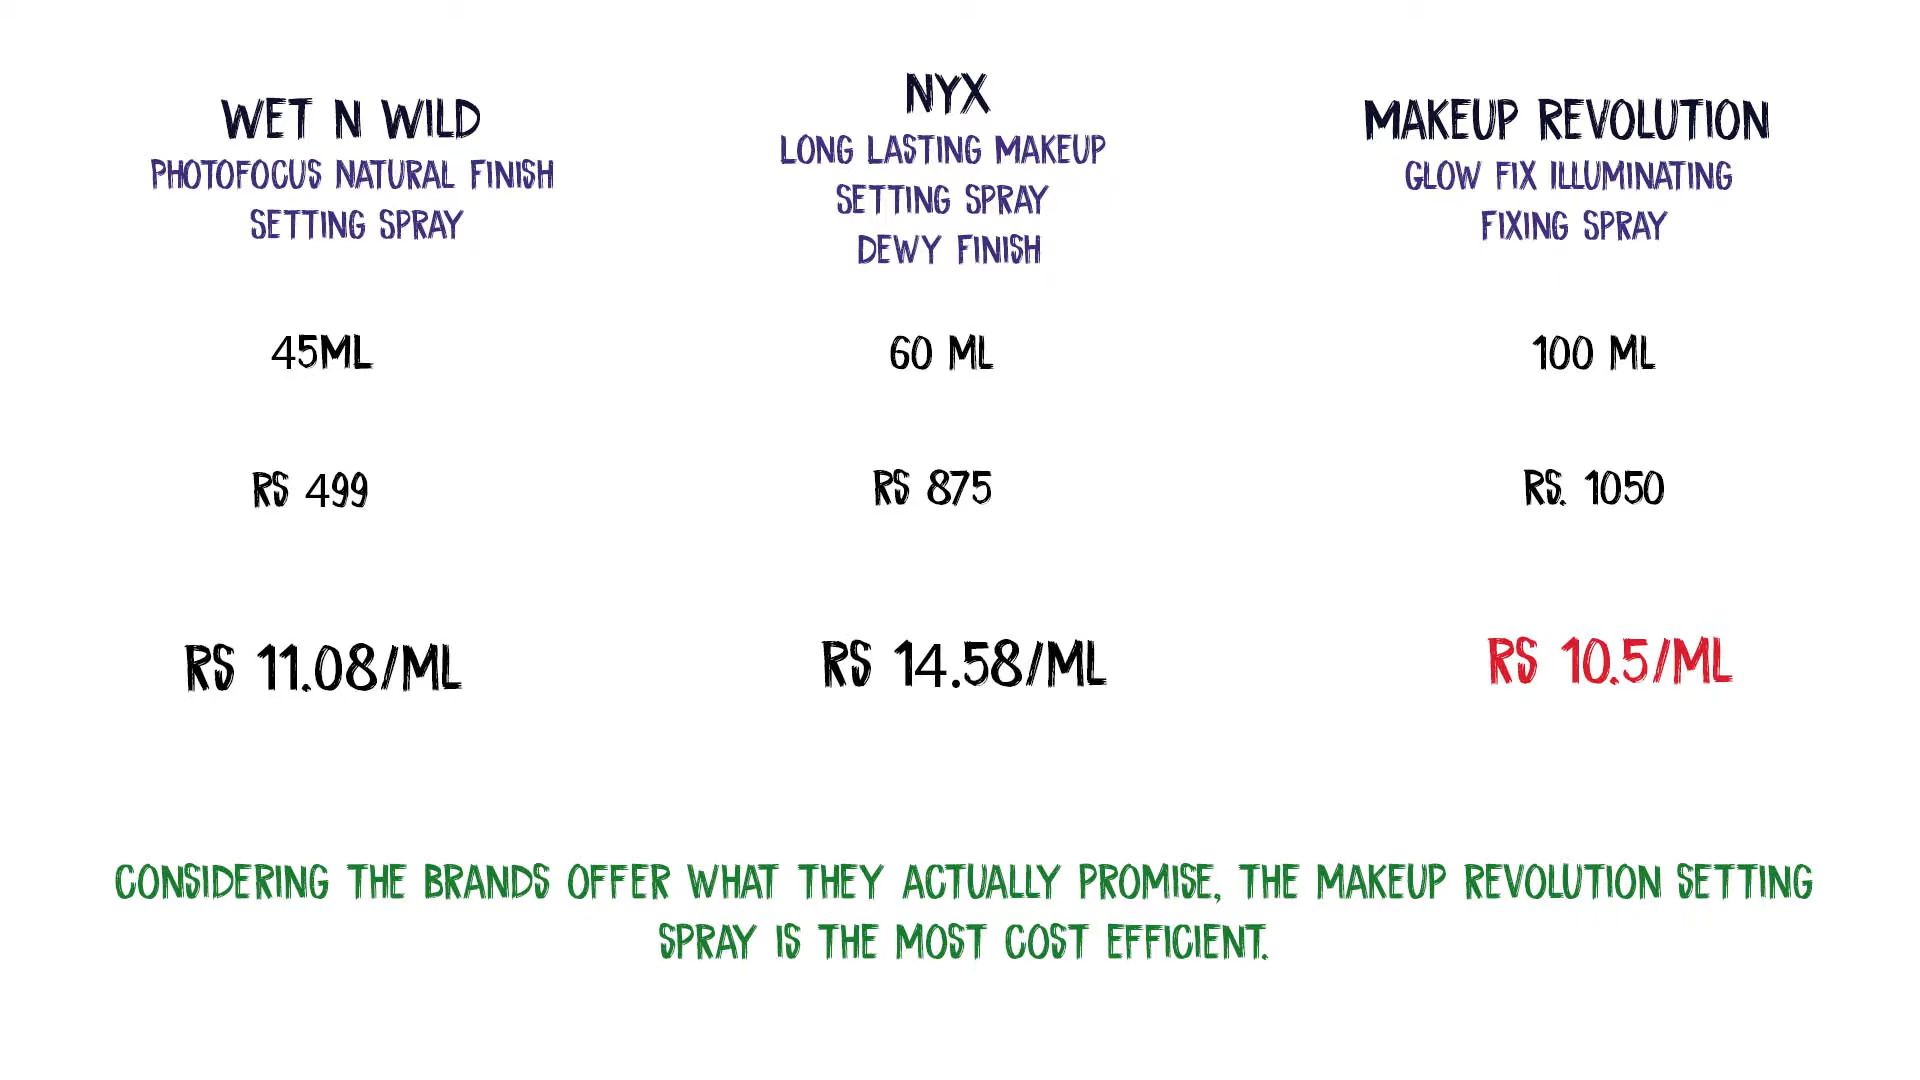 WET N WILD
PHOTOFOCUS NATURAL FINISH
SETTING SPRAY
NYX
LONG LASTING MAKEUP
SETTING SPRAY
DEWY FINISH
MAKEUP REVOLUTION
GLOW FIX ILLUMINATING
FIXING SPRAY
45ML
60 ML
100 ML
RS 499
RS 875
RS. 1050
RS 11.08/ML
RS 14.58/ML
RS 10.5/ML
CONSIDERING THE BRANDS OFFER WHAT THEY ACTUALLY PROMISE, THE MAKEUP REVOLUTION SETTING
SPRAY IS THE MOST COST EFFICIENT.